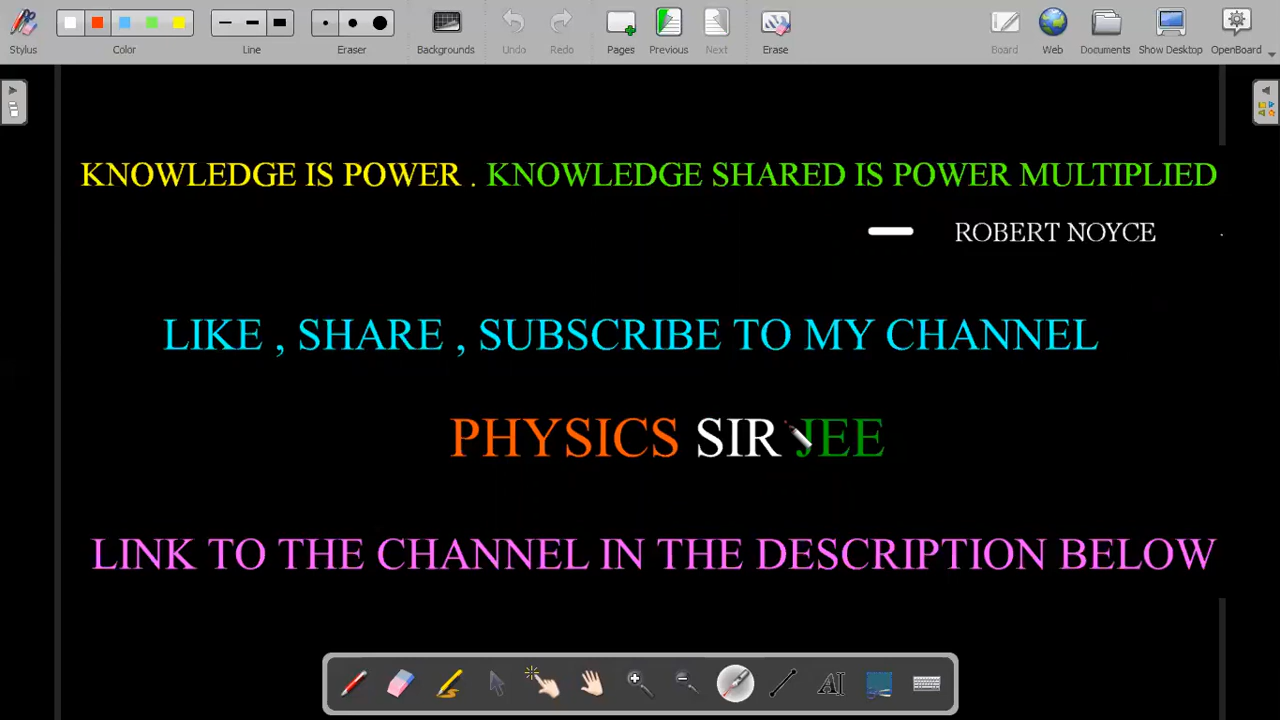 Stylus Color Line Eraser Backgrounds Undo Redo Pages Previous Next Erase Board Web Documents Show Desktop OpenBoard
KNOWLEDGE IS POWER . KNOWLEDGE SHARED IS POWER MULTIPLIED
— ROBERT NOYCE .
LIKE , SHARE , SUBSCRIBE TO MY CHANNEL
PHYSICS SIR JEE
LINK TO THE CHANNEL IN THE DESCRIPTION BELOW
AI